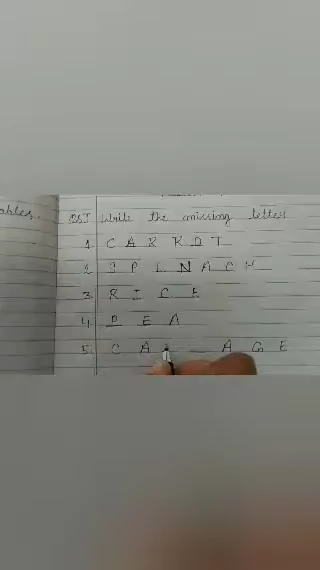 ables.
Q3] Write the missing letter
1. C A R R O T
2. S P I N A C H
3. R I C E
4. P E A
5. C A _ _ A G E